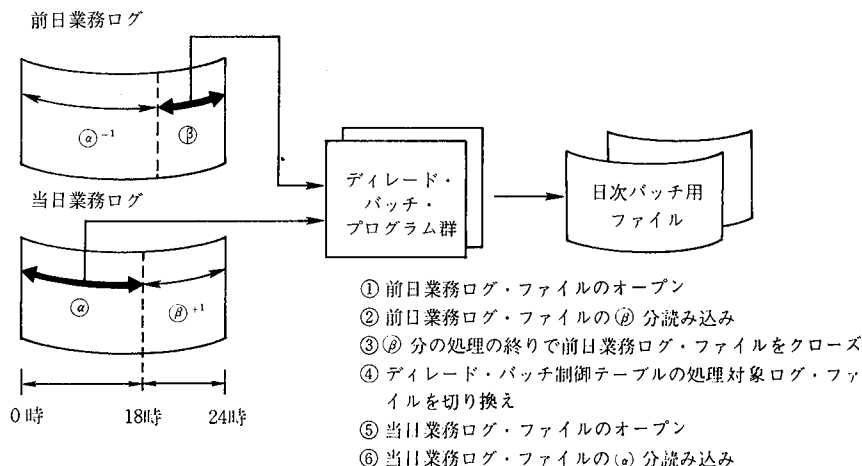 前日業務ログ
α-1
β
当日業務ログ
α
β+1
0時
18時
24時
ディレード・
バッチ・
プログラム群
日次バッチ用
ファイル
①前日業務ログ・ファイルのオープン
②前日業務ログ・ファイルのβ分読み込み
③β分の処理の終りで前日業務ログ・ファイルをクローズ
④ディレード・バッチ制御テーブルの処理対象ログ・ファ
イルを切り換え
⑤当日業務ログ・ファイルのオープン
⑥当日業務ログ・ファイルの(α)分読み込み